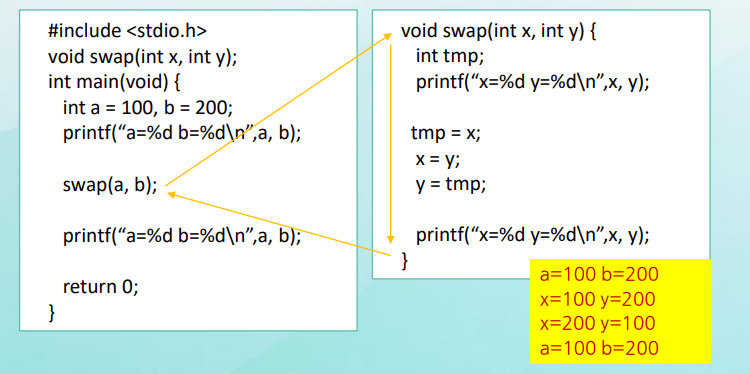 #include <stdio.h>
void swap(int x, int y);
int main(void) {
int a = 100, b = 200;
printf(“a=%d b=%d\n”,a, b);
swap(a, b);
printf(“a=%d b=%d\n”,a, b);
return 0;
}
void swap(int x, int y) {
int tmp;
printf(“x=%d y=%d\n”,x, y);
tmp = x;
x = y;
y = tmp;
printf(“x=%d y=%d\n”,x, y);
}
a=100 b=200
x=100 y=200
x=200 y=100
a=100 b=200